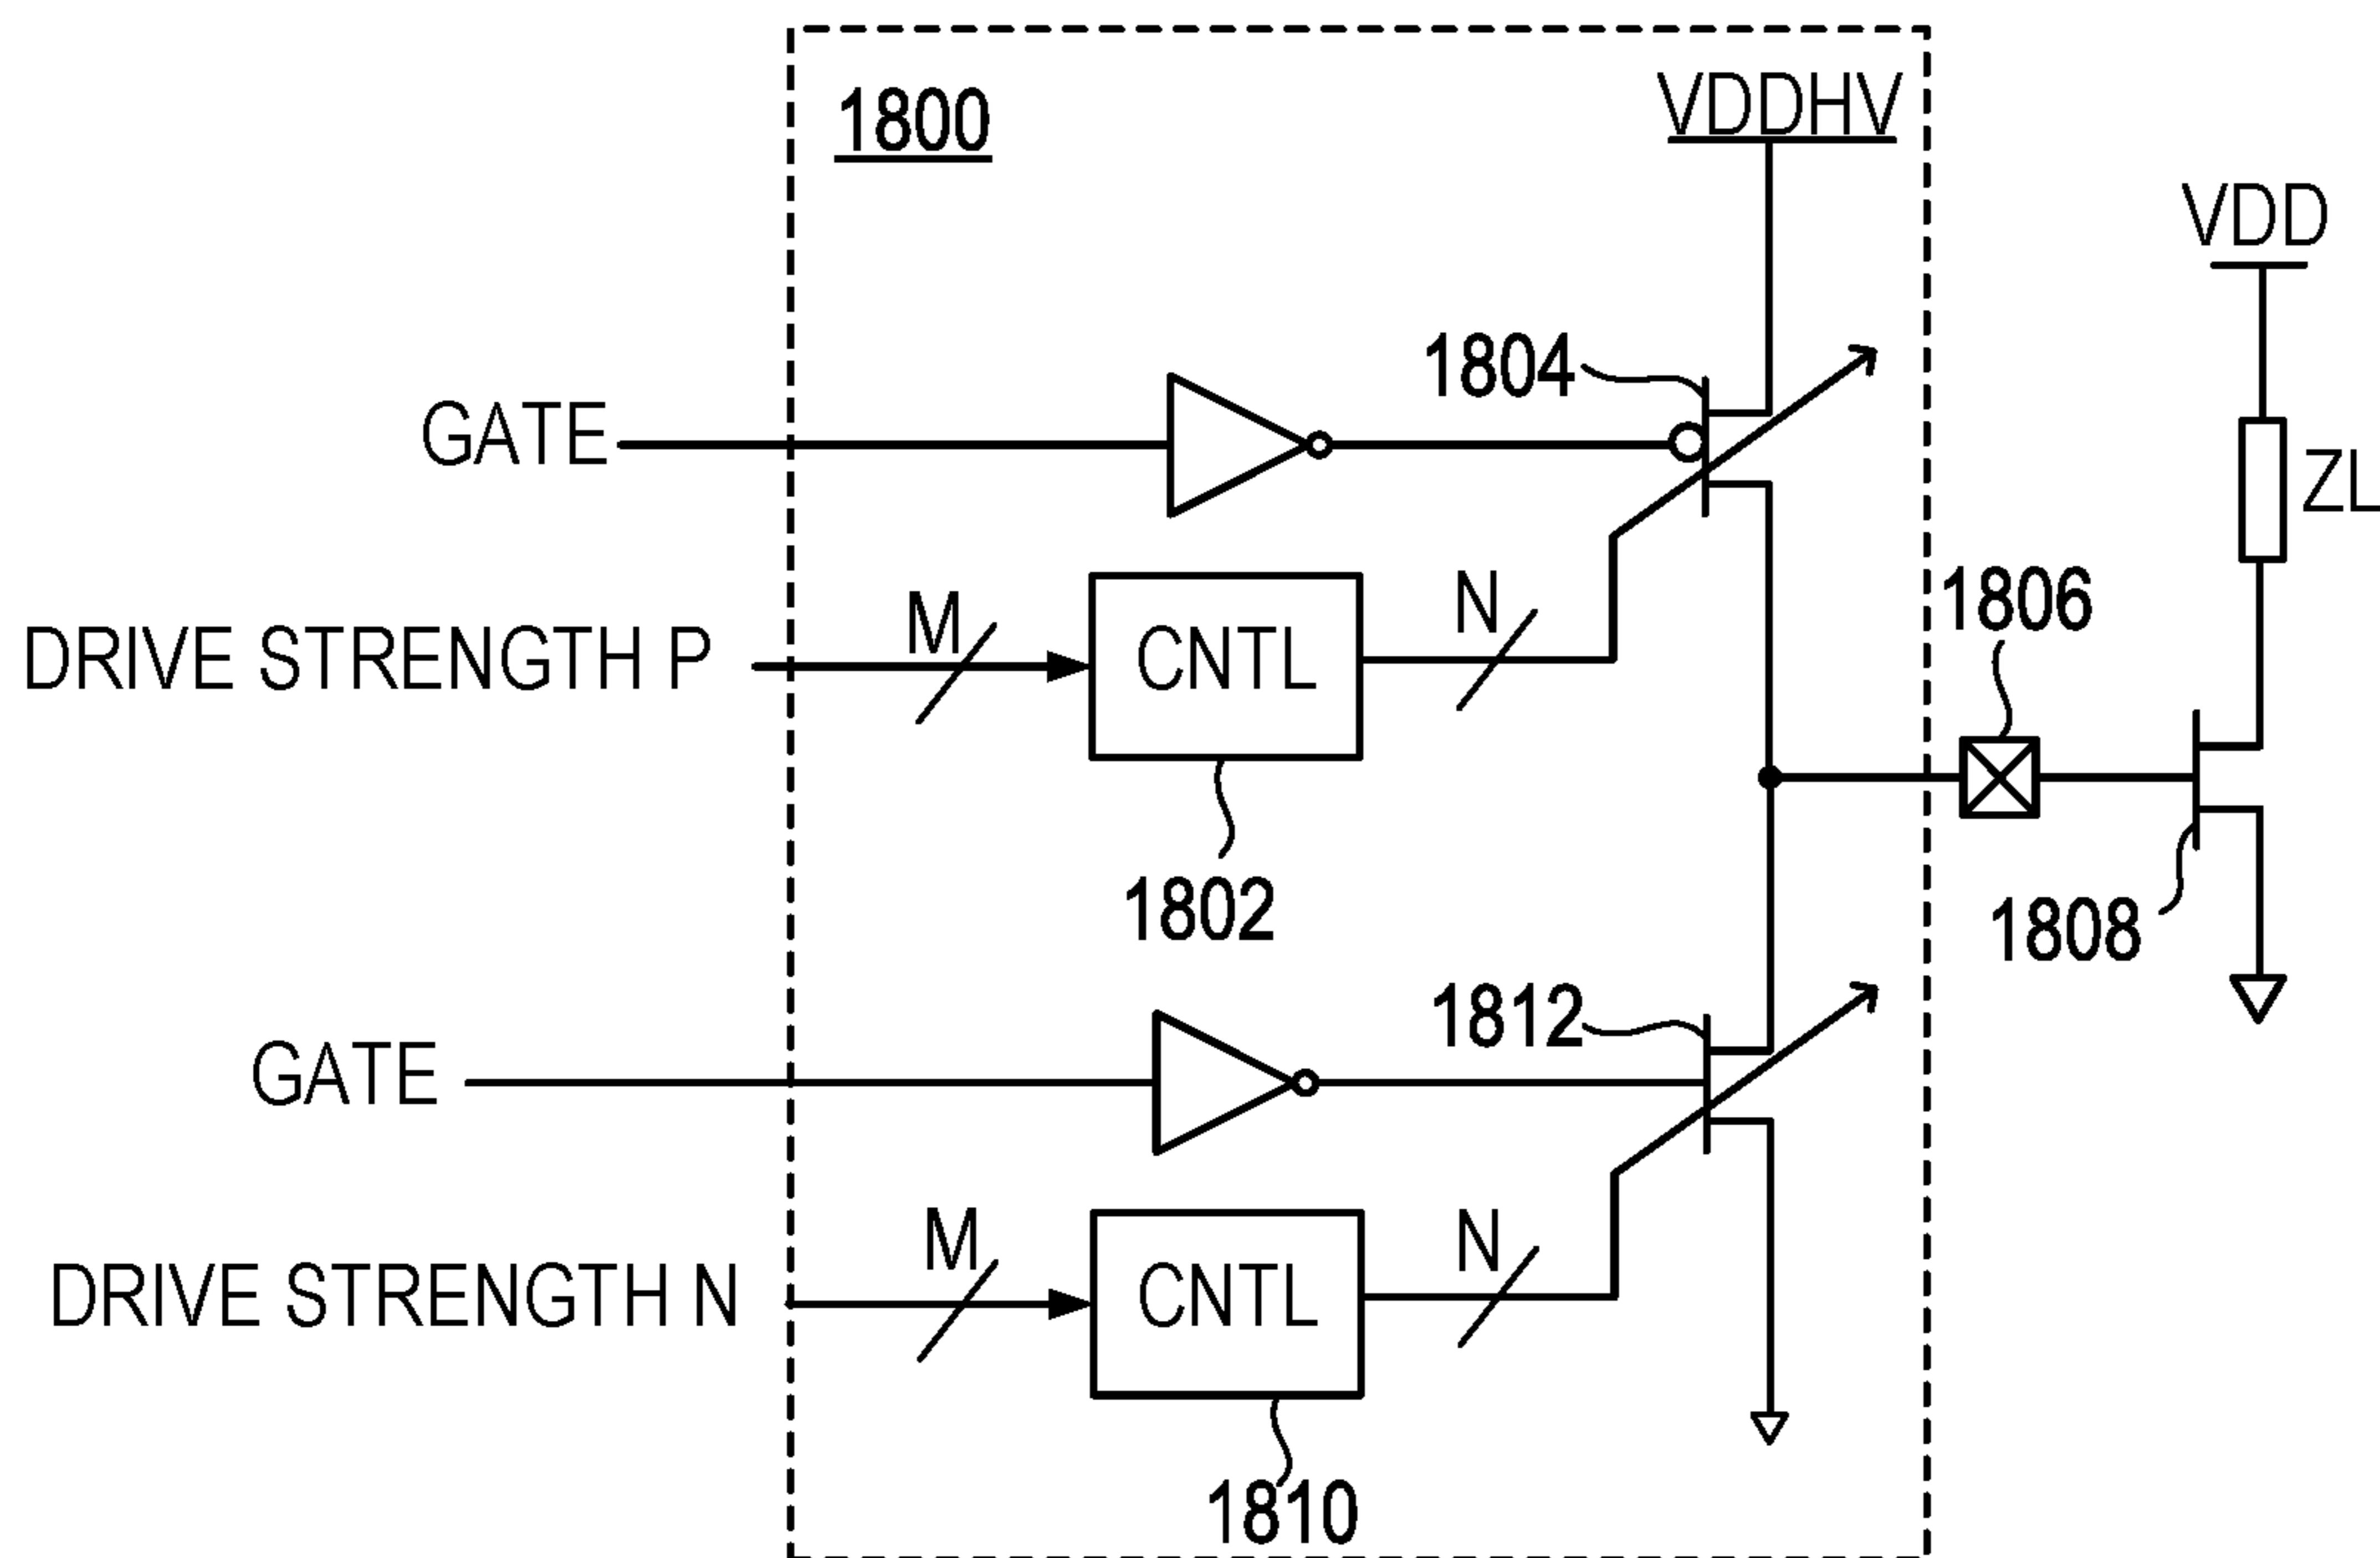 1800
VDDHV
VDD
1804
GATE
ZL
1806
M
N
DRIVE STRENGTH P
CNTL
1802
1808
1812
GATE
M
N
DRIVE STRENGTH N
CNTL
1810